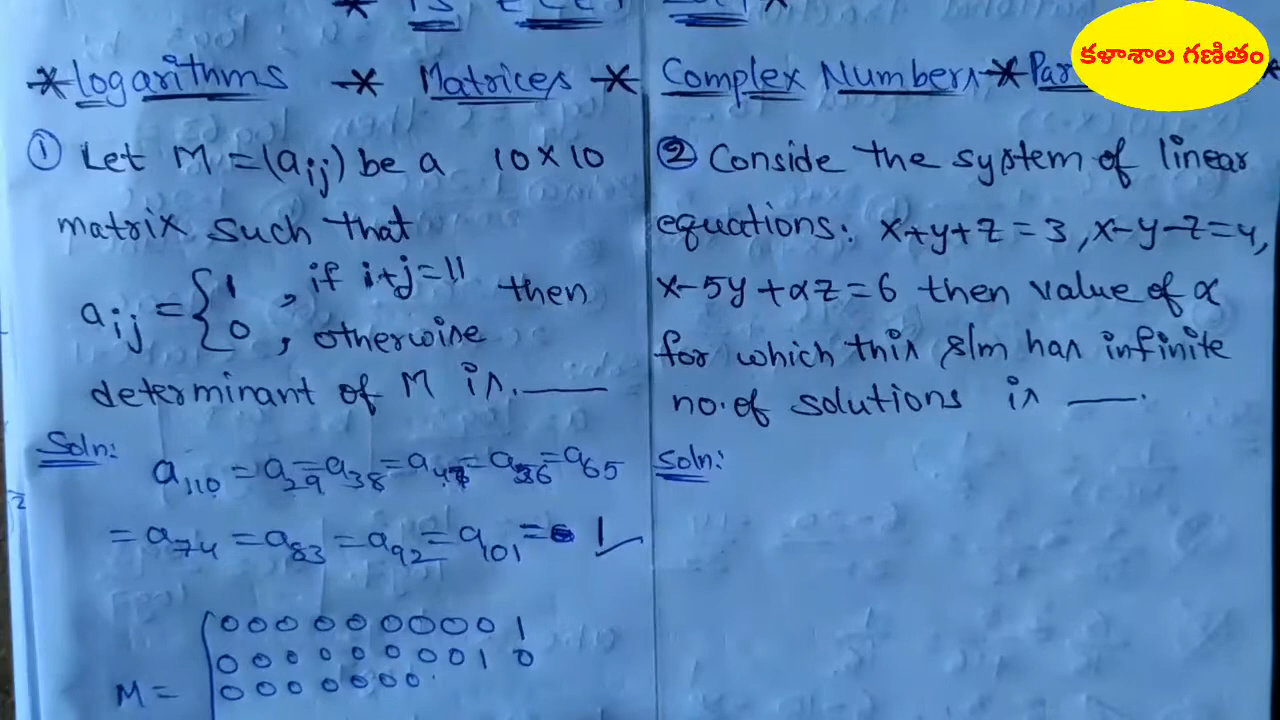 * Logarithms * Matrices * Complex Numbers * Par
కళాశాల గణితం
① Let M = (aij) be a 10×10
matrix such that
aij = { 1, if i+j=11
0, otherwise
then
determinant of M is. ____
Soln:
a110 = a29 = a38 = a47 = a56 = a65
= a74 = a83 = a92 = a101 = 1 ✓
M = [ 0 0 0 0 0 0 0 0 0 1
0 0 0 0 0 0 0 0 1 0
0 0 0 0 0 0 0
② Conside the system of linear
equations: x+y+z=3, x-y-z=4,
x-5y+αz=6 then value of α
for which this s/m has infinite
no. of solutions is ____.
Soln: